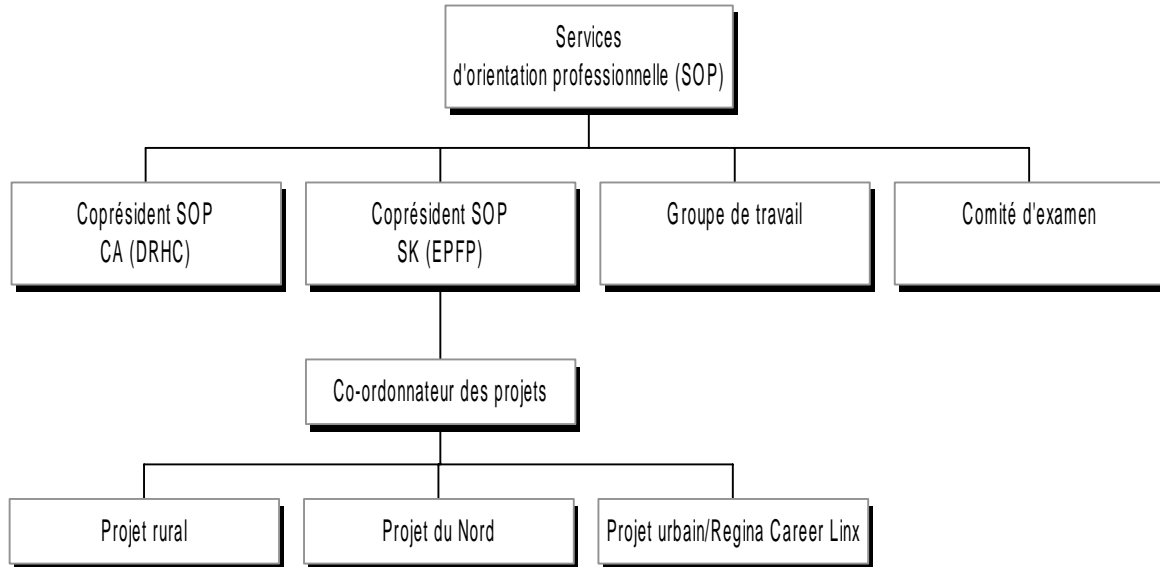 Services
d'orientation professionnelle (SOP)
Coprésident SOP
CA (DRHC)
Coprésident SOP
SK (EPFP)
Groupe de travail
Comité d'examen
Co-ordonnateur des projets
Projet rural
Projet du Nord
Projet urbain/Regina Career Linx